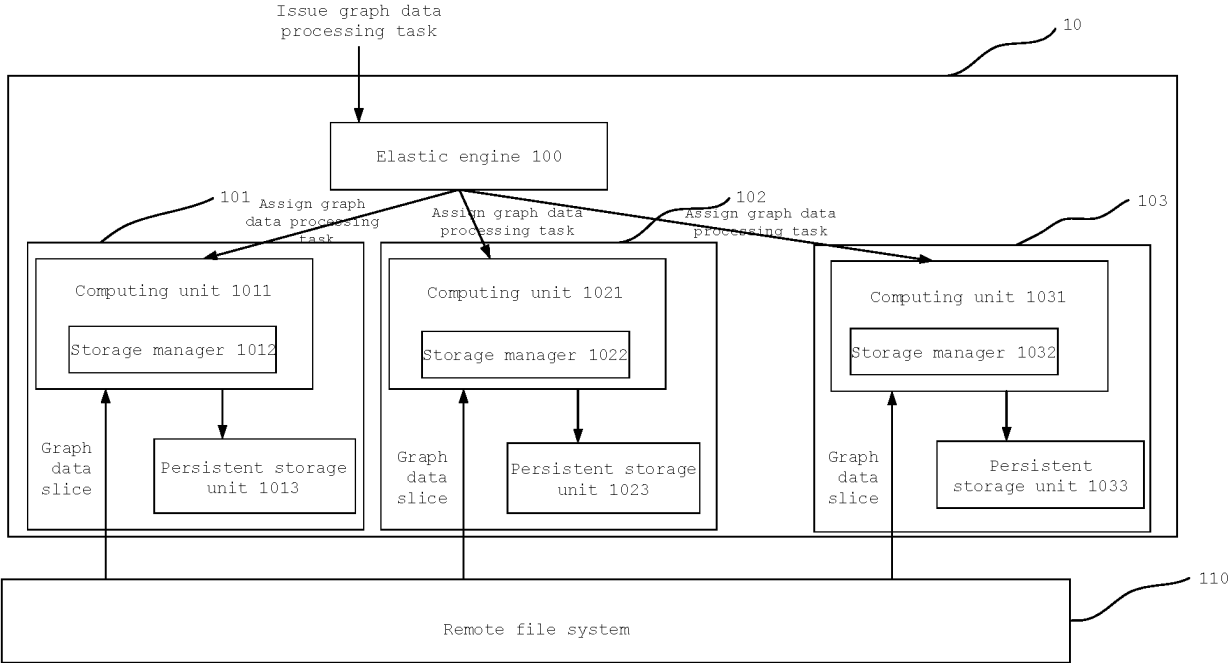 Issue graph data
processing task
10
Elastic engine 100
101
102
103
Assign graph
data processing
task
Assign graph data
processing task
Assign graph data
processing task
Computing unit 1011
Storage manager 1012
Computing unit 1021
Storage manager 1022
Computing unit 1031
Storage manager 1032
Graph
data
slice
Persistent storage
unit 1013
Graph
data
slice
Persistent storage
unit 1023
Graph
data
slice
Persistent
storage unit 1033
110
Remote file system